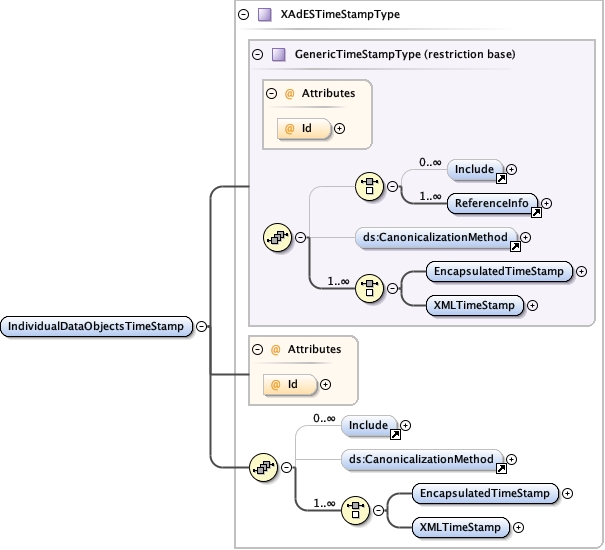 XAdESTimeStampType
GenericTimeStampType (restriction base)
@ Attributes
@ Id
0..∞
Include
1..∞
ReferenceInfo
ds:CanonicalizationMethod
1..∞
EncapsulatedTimeStamp
XMLTimeStamp
IndividualDataObjectsTimeStamp
@ Attributes
@ Id
0..∞
Include
ds:CanonicalizationMethod
1..∞
EncapsulatedTimeStamp
XMLTimeStamp